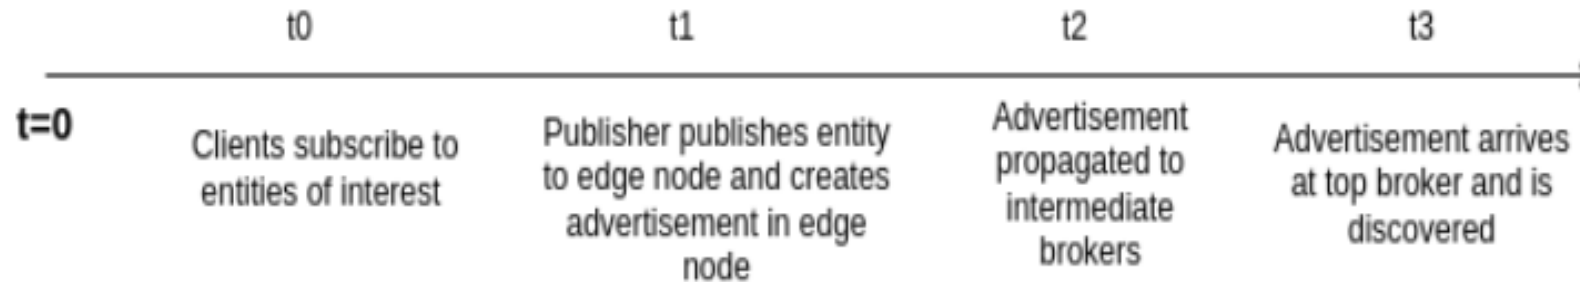 t0
t1
t2
t3
t=0
Clients subscribe to
entities of interest
Publisher publishes entity
to edge node and creates
advertisement in edge
node
Advertisement
propagated to
intermediate
brokers
Advertisement arrives
at top broker and is
discovered